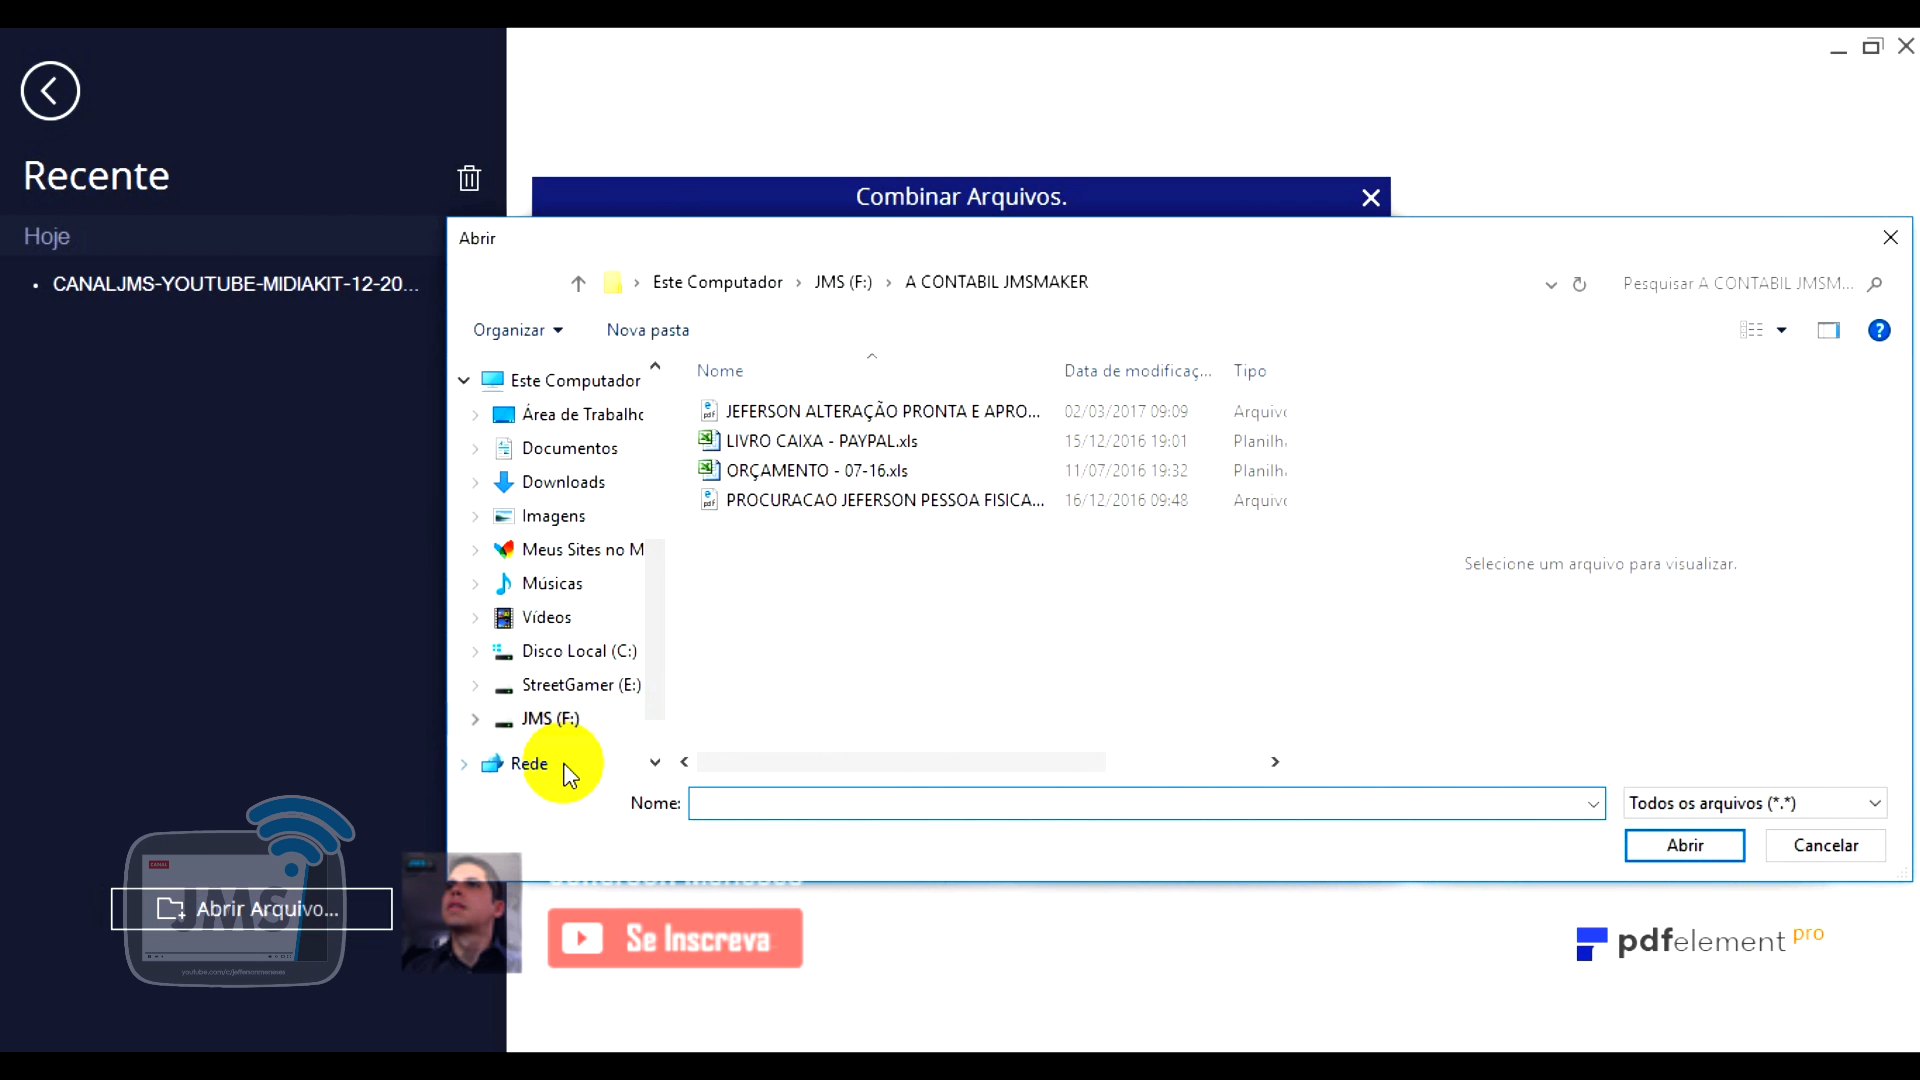 Recente
Hoje
• CANALJMS-YOUTUBE-MIDIAKIT-12-20...
Combinar Arquivos.
Abrir
Este Computador › JMS (F:) › A CONTABIL JMSMAKER
Pesquisar A CONTABIL JMSM...
Organizar
Nova pasta
Este Computador
Área de Trabalho
Documentos
Downloads
Imagens
Meus Sites no M
Músicas
Vídeos
Disco Local (C:)
StreetGamer (E:)
JMS (F:)
Rede
Nome Data de modificaç... Tipo
JEFERSON ALTERAÇÃO PRONTA E APRO... 02/03/2017 09:09 Arquivo
LIVRO CAIXA - PAYPAL.xls 15/12/2016 19:01 Planilh
ORÇAMENTO - 07-16.xls 11/07/2016 19:32 Planilh
PROCURACAO JEFERSON PESSOA FISICA... 16/12/2016 09:48 Arquivo
Selecione um arquivo para visualizar.
Nome:
Todos os arquivos (*.*)
Abrir
Cancelar
CANAL
JMS
Abrir Arquivo...
youtube.com/c/jeffersonmeneses
Se Inscreva
pdfelement pro